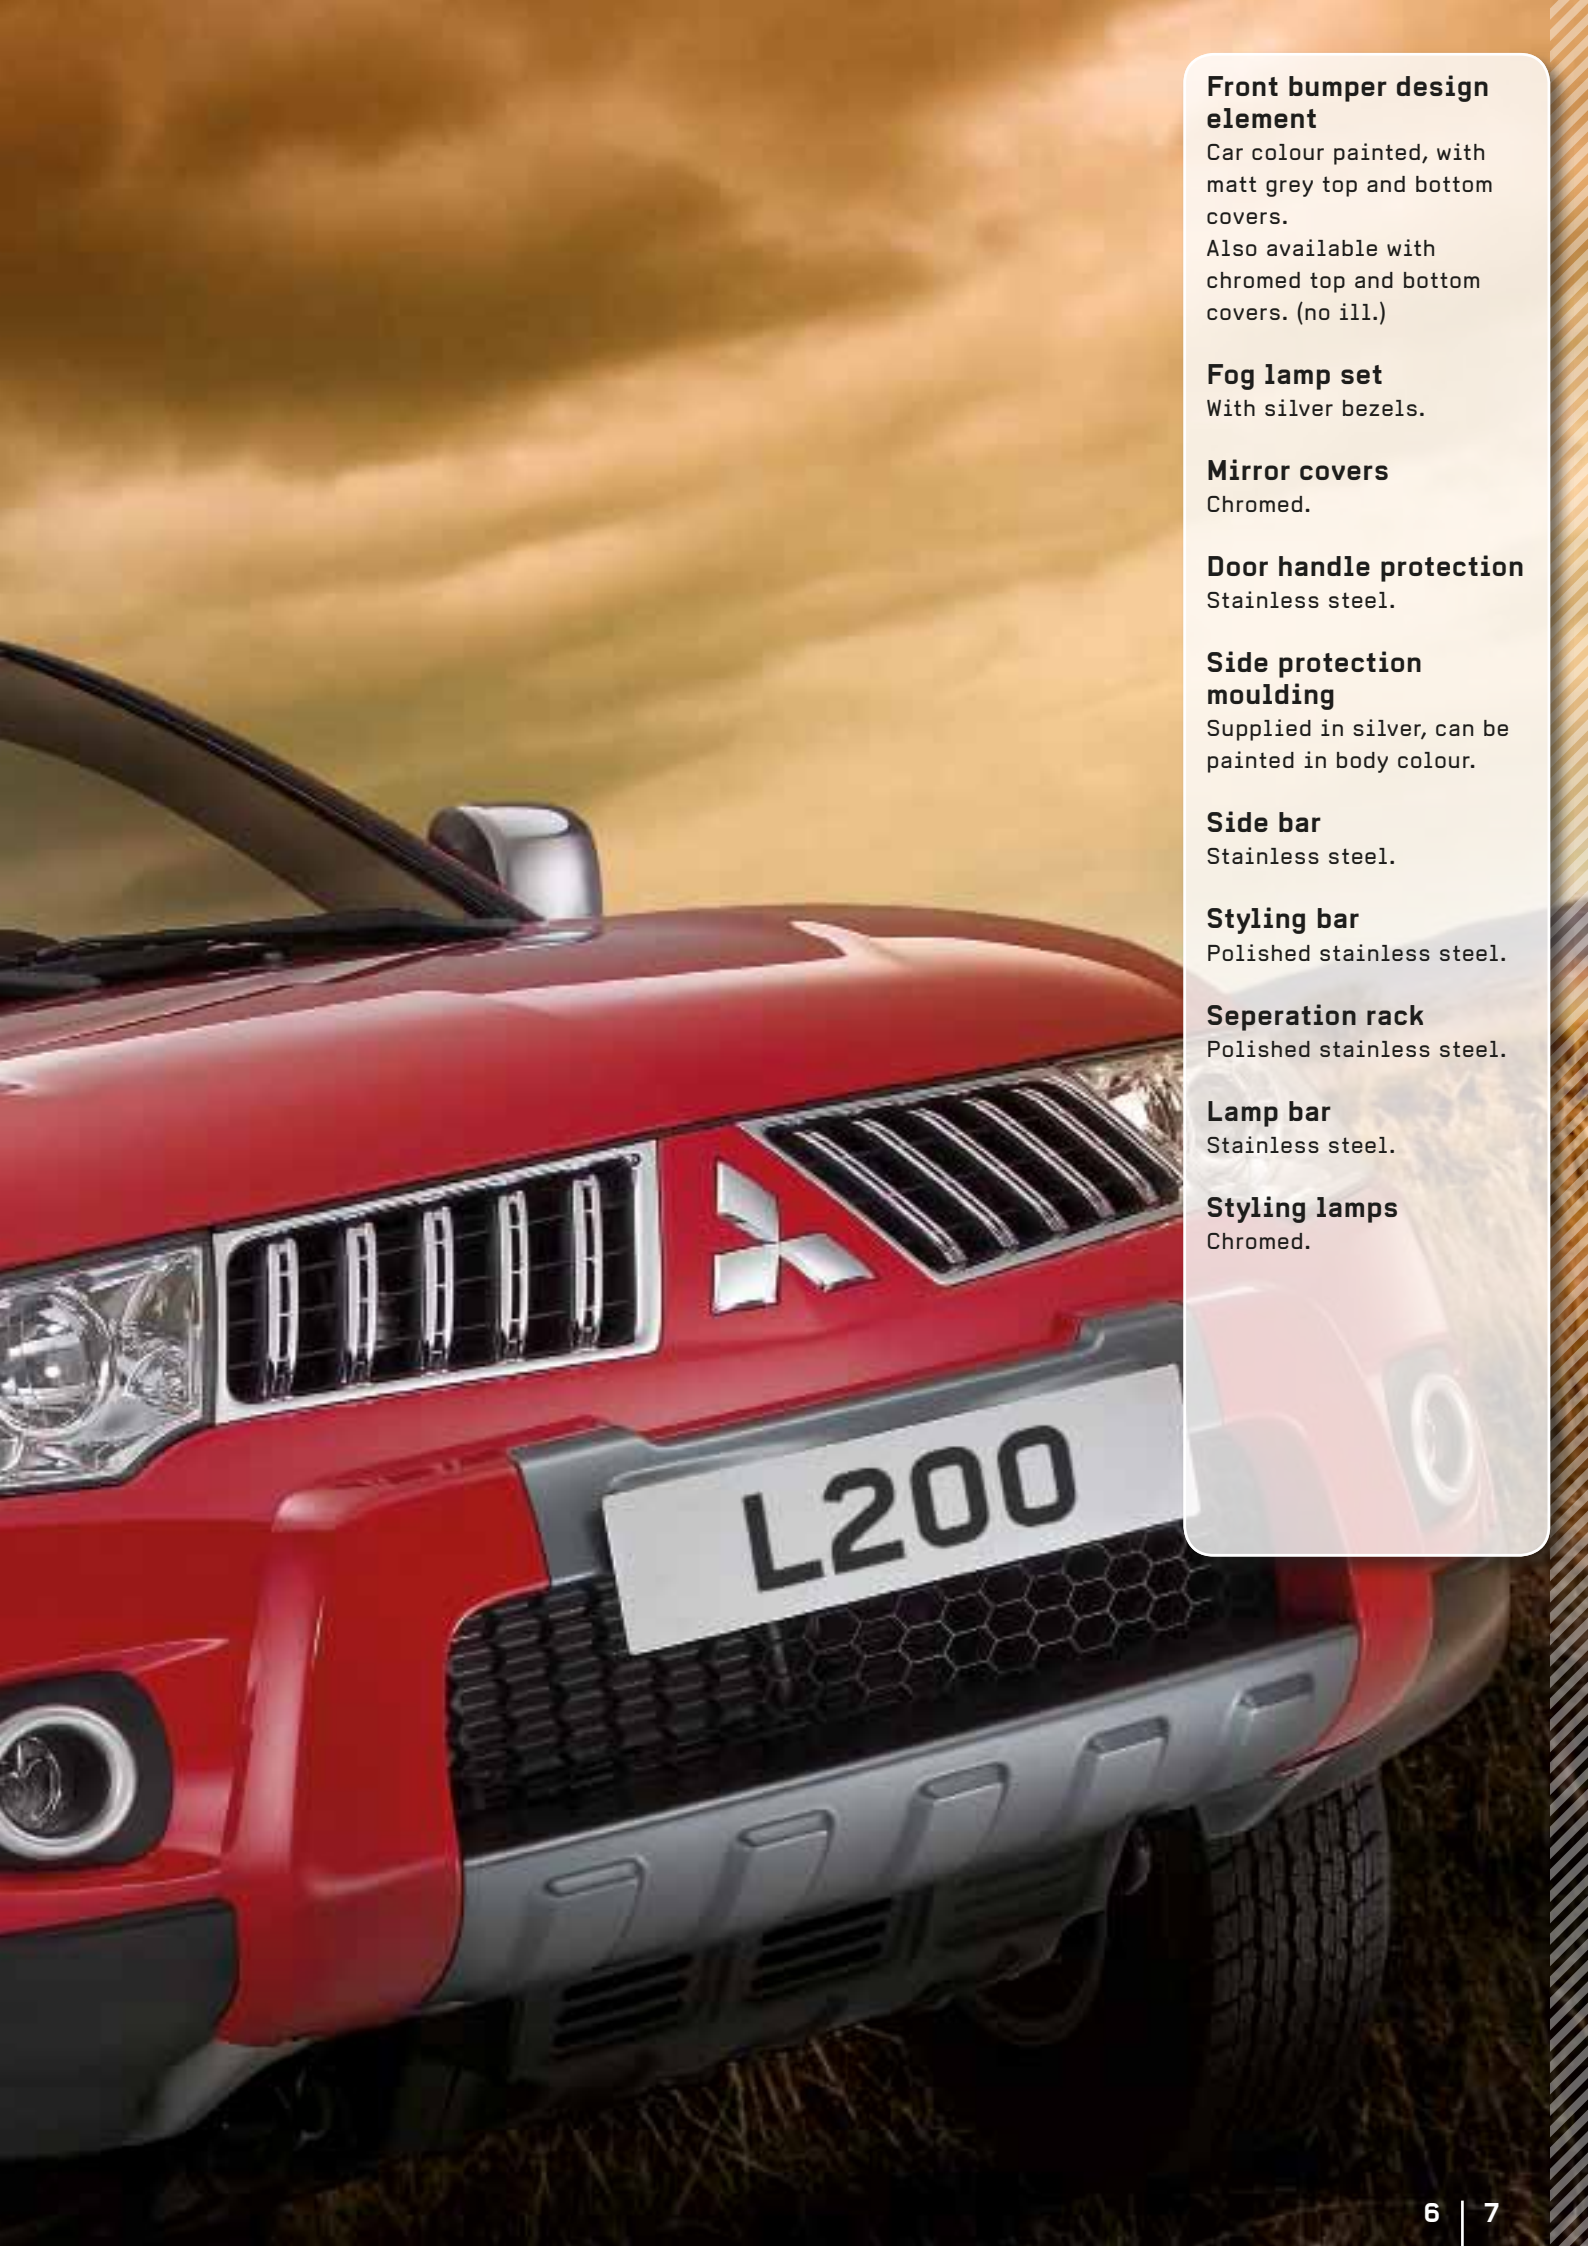 Front bumper design
element
Car colour painted, with
matt grey top and bottom
covers.
Also available with
chromed top and bottom
covers. (no ill.)
Fog lamp set
With silver bezels.
Mirror covers
Chromed.
Door handle protection
Stainless steel.
Side protection
moulding
Supplied in silver, can be
painted in body colour.
Side bar
Stainless steel.
Styling bar
Polished stainless steel.
Seperation rack
Polished stainless steel.
Lamp bar
Stainless steel.
Styling lamps
Chromed.
L200
6 | 7